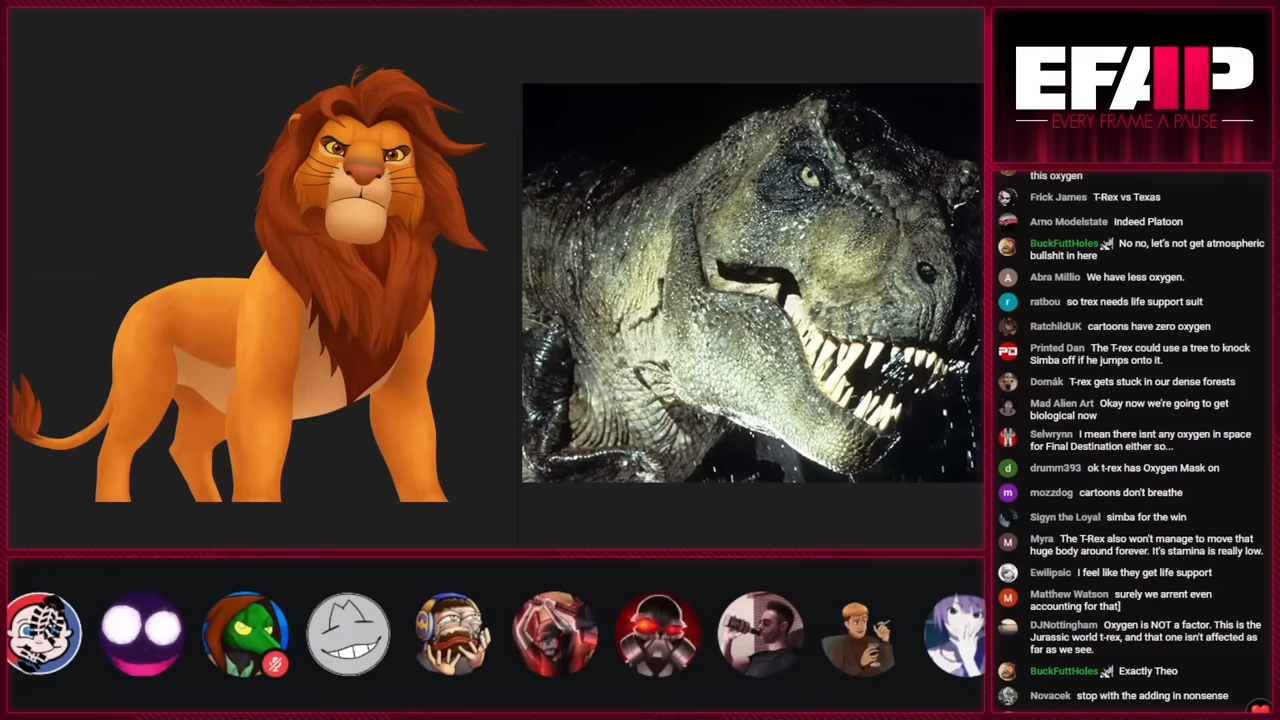 EFAP
EVERY FRAME A PAUSE
this oxygen
Frick James T-Rex vs Texas
Arno Modelstate Indeed Platoon
BuckFuttHoles No no, let's not get atmospheric
bullshit in here
A
Abra Millio We have less oxygen.
r
ratbou so trex needs life support suit
RatchildUK cartoons have zero oxygen
PD
Printed Dan The T-rex could use a tree to knock
Simba off if he jumps onto it.
Domák T-rex gets stuck in our dense forests
Mad Alien Art Okay now we're going to get
biological now
Selwrynn I mean there isnt any oxygen in space
for Final Destination either so...
d
drumm393 ok t-rex has Oxygen Mask on
m
mozzdog cartoons don't breathe
Sigyn the Loyal simba for the win
M
Myra The T-Rex also won't manage to move that
huge body around forever. It's stamina is really low.
Ewilipsic I feel like they get life support
M
Matthew Watson surely we arrent even
accounting for that]
DJNottingham Oxygen is NOT a factor. This is the
Jurassic world t-rex, and that one isn't affected as
far as we see.
BuckFuttHoles Exactly Theo
Novacek stop with the adding in nonsense